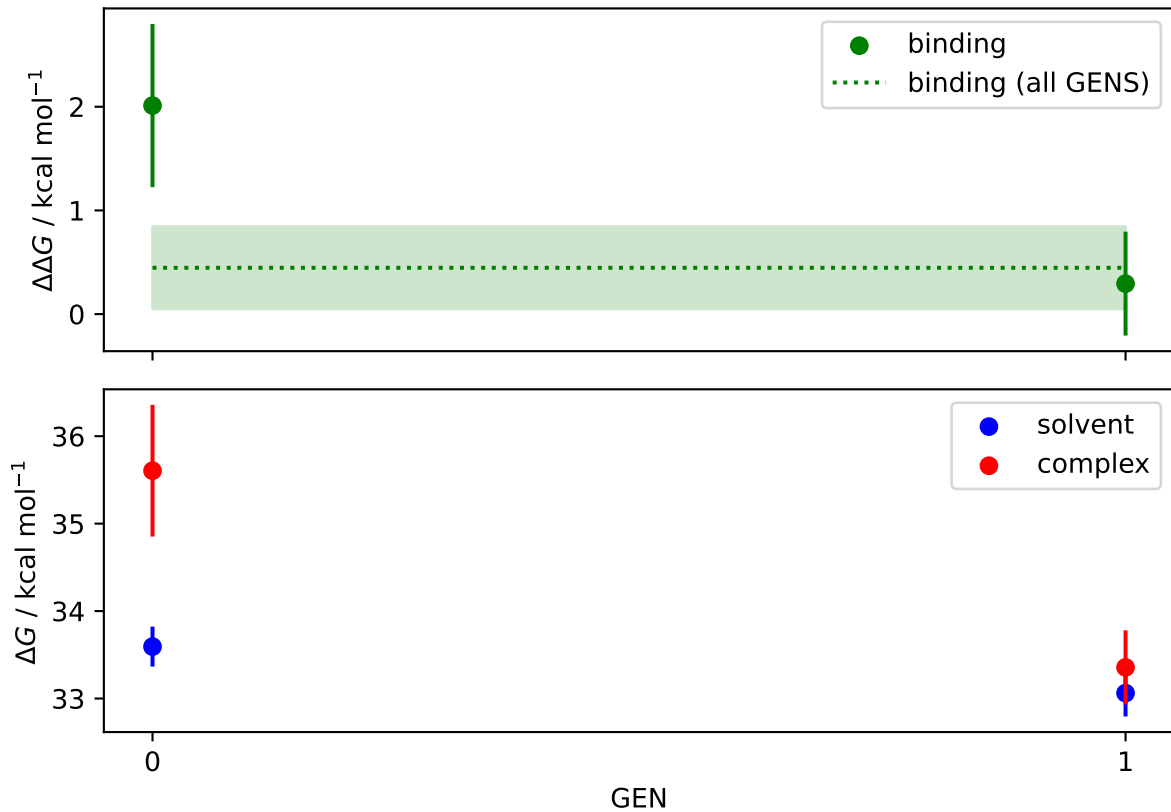 binding
binding (all GENS)
2
1
0
ΔΔG / kcal mol⁻¹
solvent
complex
36
35
34
33
ΔG / kcal mol⁻¹
0
1
GEN